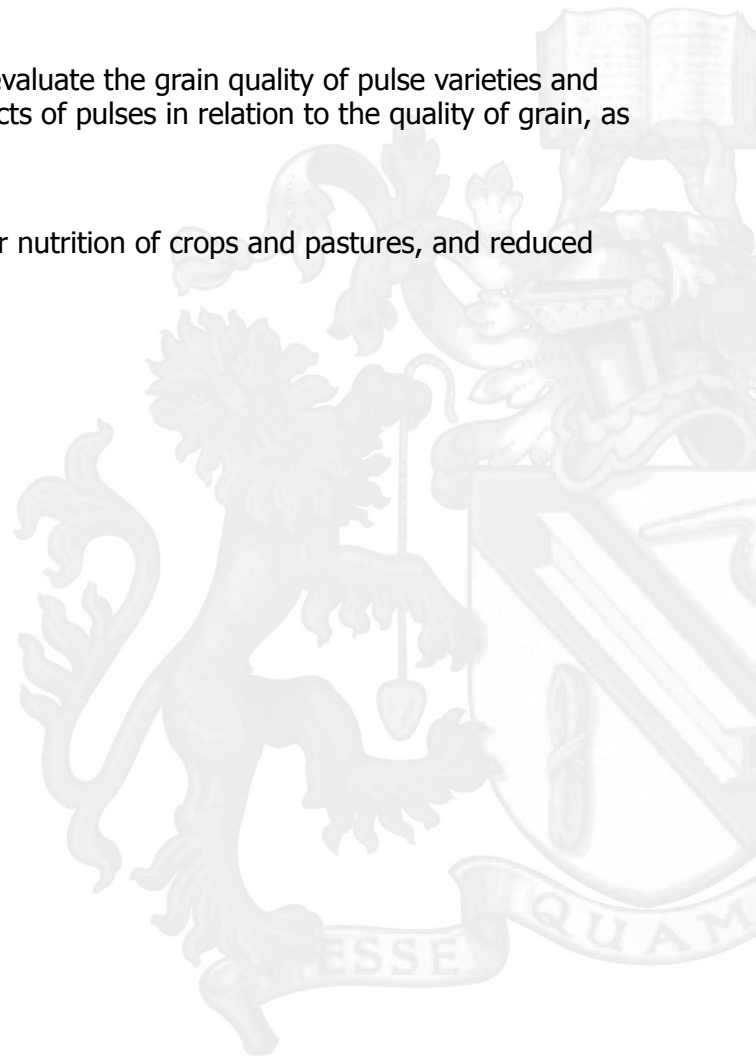 evaluate the grain quality of pulse varieties and
cts of pulses in relation to the quality of grain, as
r nutrition of crops and pastures, and reduced
ESSE
QUAM